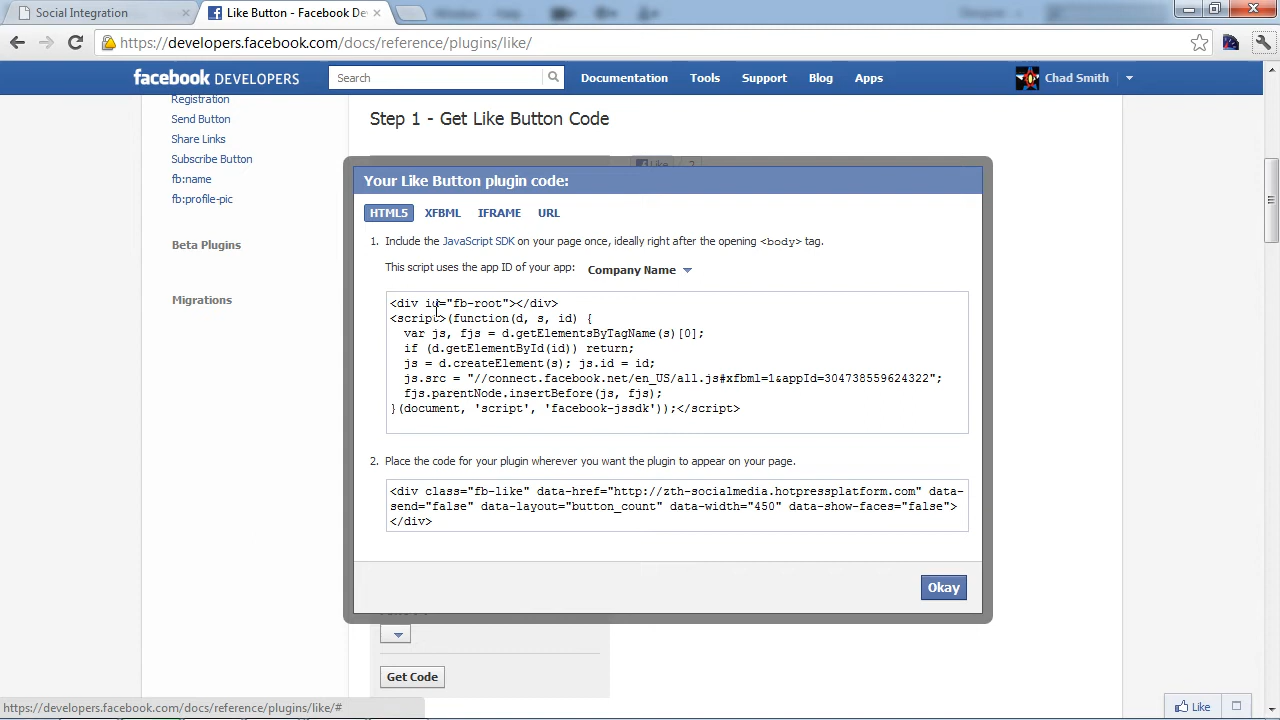 Social Integration
Like Button - Facebook De
https://developers.facebook.com/docs/reference/plugins/like/
facebook DEVELOPERS
Search
Documentation
Tools
Support
Blog
Apps
Chad Smith
Registration
Send Button
Share Links
Subscribe Button
fb:name
fb:profile-pic
Beta Plugins
Migrations
Step 1 - Get Like Button Code
Like
Your Like Button plugin code:
HTML5 XFBML IFRAME URL
1. Include the JavaScript SDK on your page once, ideally right after the opening <body> tag.
This script uses the app ID of your app: Company Name
<div id="fb-root"></div>
<script>(function(d, s, id) {
var js, fjs = d.getElementsByTagName(s)[0];
if (d.getElementById(id)) return;
js = d.createElement(s); js.id = id;
js.src = "//connect.facebook.net/en_US/all.js#xfbml=1&appId=304738559624322";
fjs.parentNode.insertBefore(js, fjs);
}(document, 'script', 'facebook-jssdk'));</script>
2. Place the code for your plugin wherever you want the plugin to appear on your page.
<div class="fb-like" data-href="http://zth-socialmedia.hotpressplatform.com" data-
send="false" data-layout="button_count" data-width="450" data-show-faces="false">
</div>
Okay
Get Code
https://developers.facebook.com/docs/reference/plugins/like/#
Like